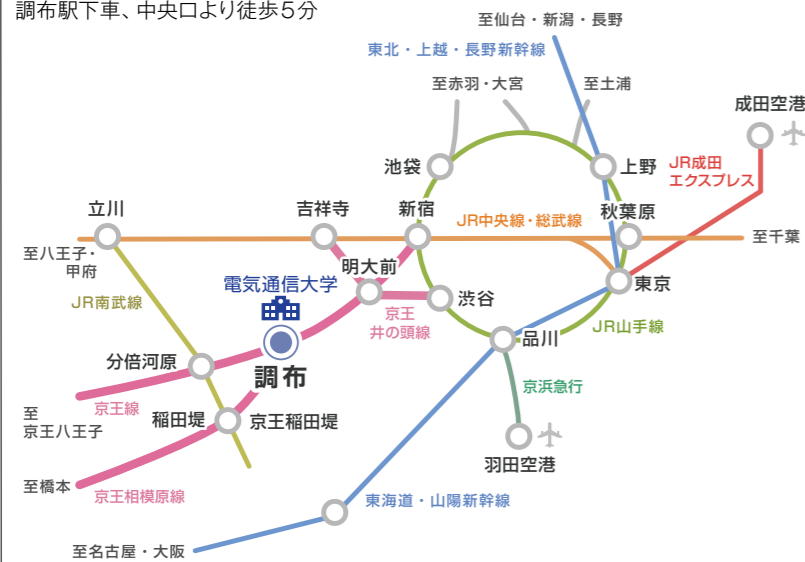 調布駅下車、中央口より徒歩5分
至仙台・新潟・長野
東北・上越・長野新幹線
至赤羽・大宮
至土浦
成田空港
池袋
上野
JR成田
エクスプレス
立川
吉祥寺
新宿
JR中央線・総武線
秋葉原
至千葉
至八王子・
甲府
明大前
電気通信大学
東京
JR南武線
渋谷
京王
井の頭線
JR山手線
品川
分倍河原
調布
京浜急行
京王線
至
京王八王子
稲田堤
京王稲田堤
羽田空港
至橋本
京王相模原線
東海道・山陽新幹線
至名古屋・大阪